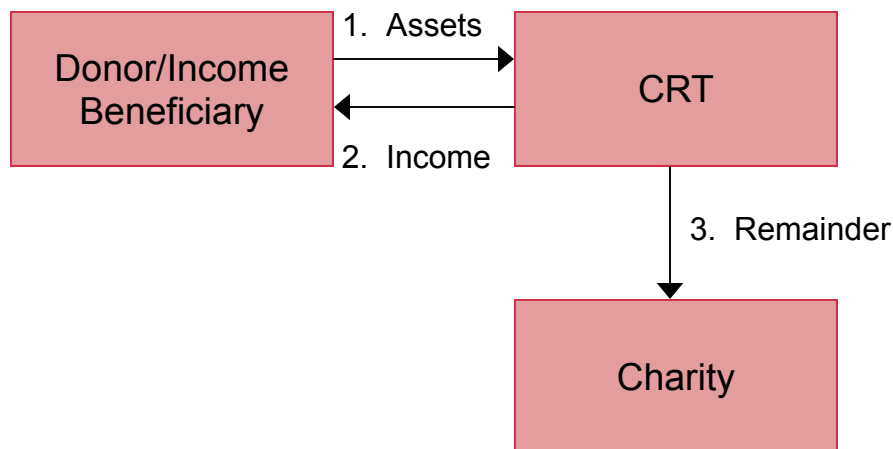 1. Assets
Donor/Income
Beneficiary
CRT
2. Income
3. Remainder
Charity